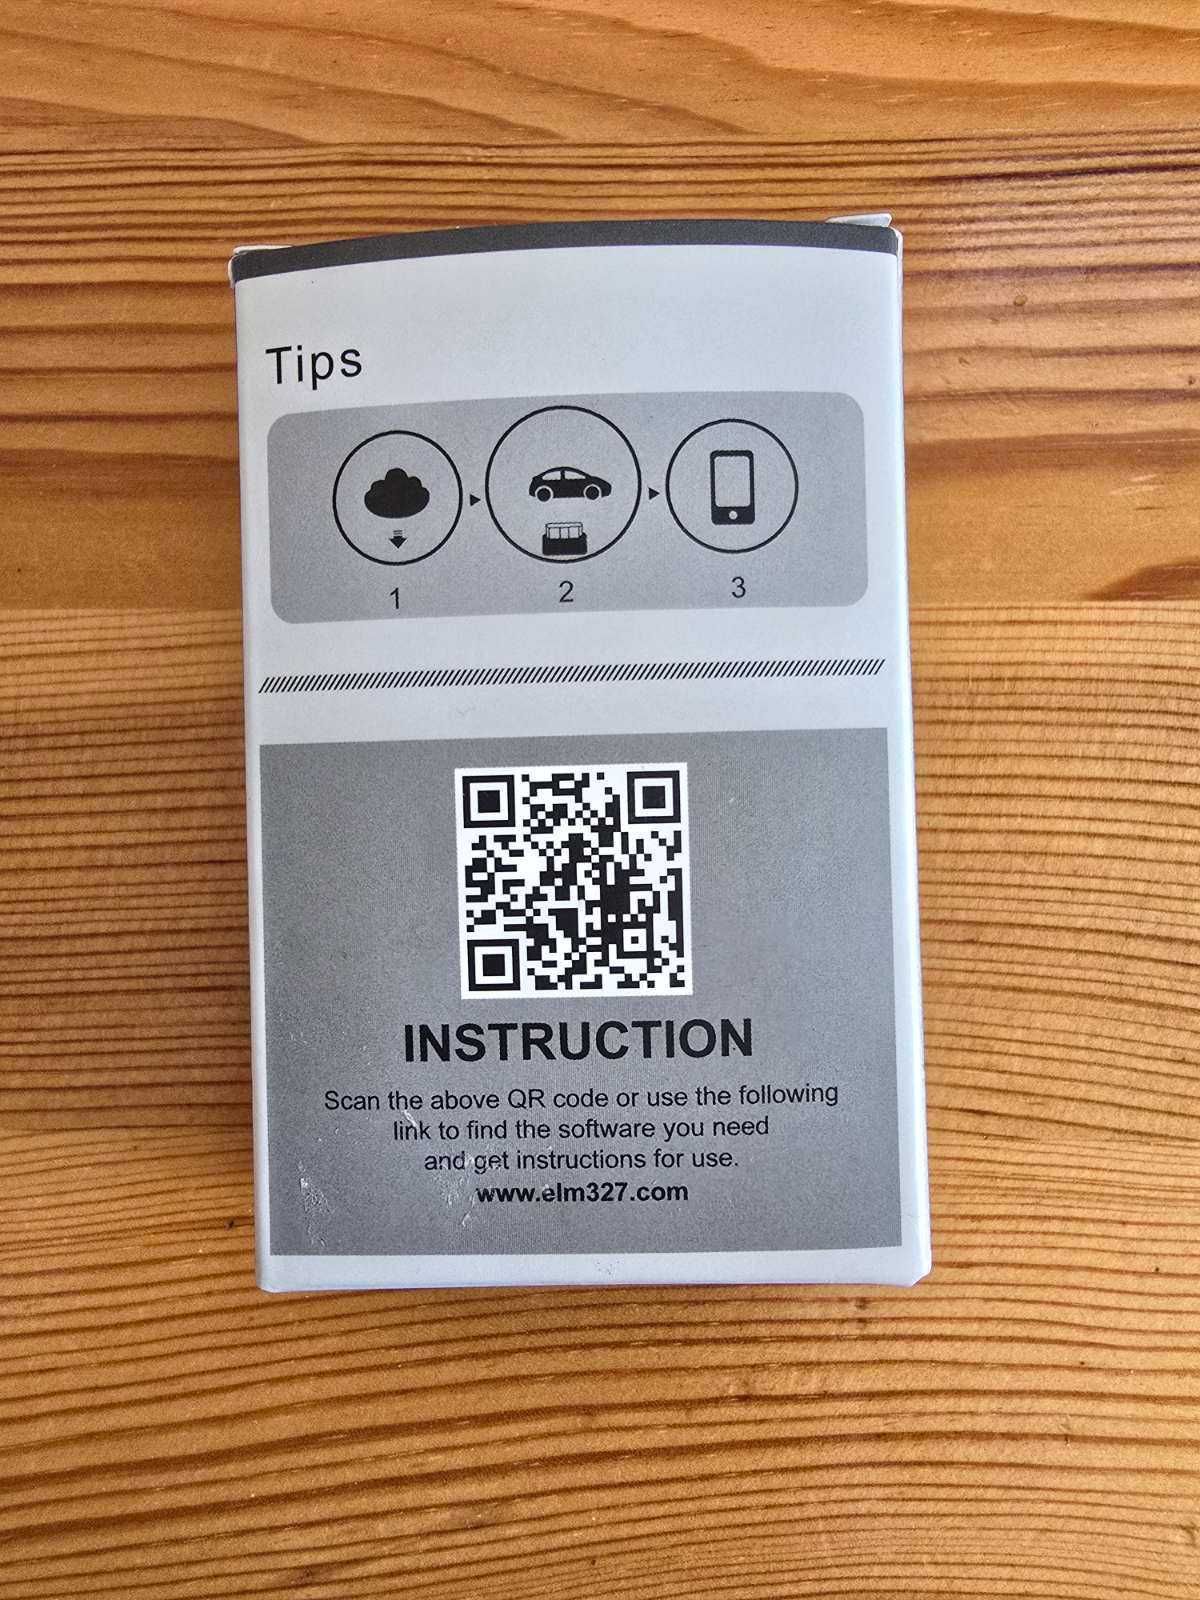 Tips
1 2 3
INSTRUCTION
Scan the above QR code or use the following
link to find the software you need
and get instructions for use.
www.elm327.com